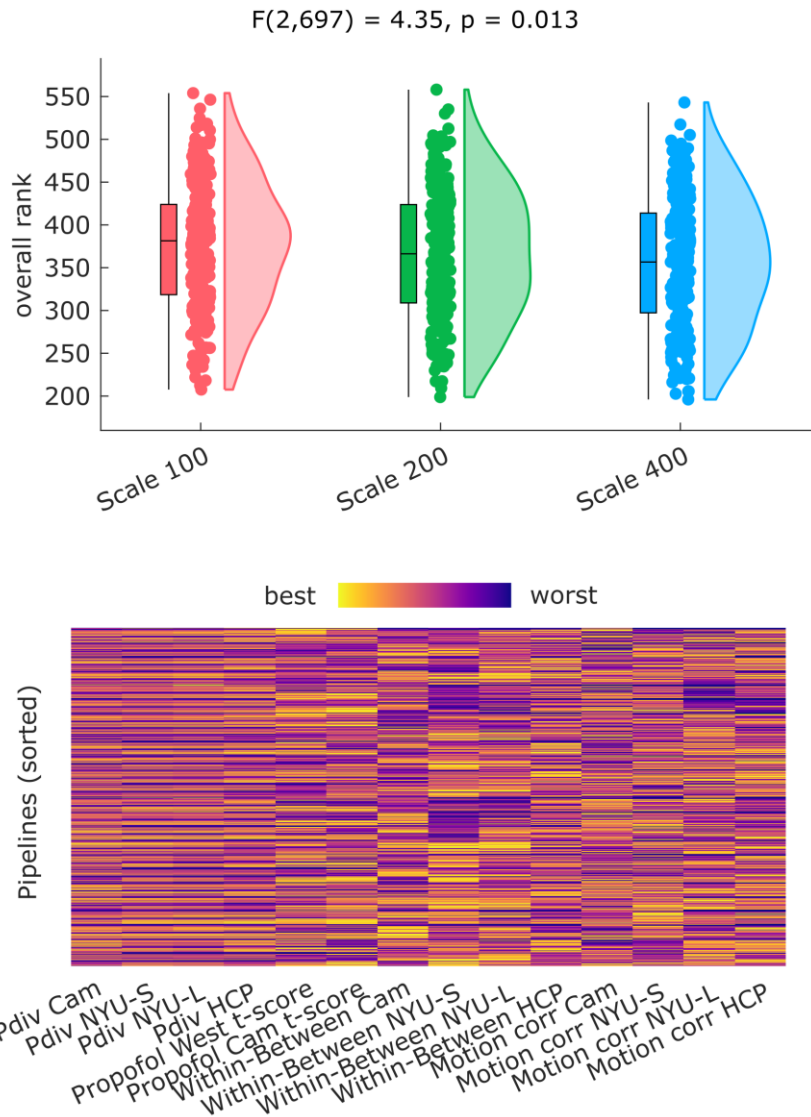 F(2,697) = 4.35, p = 0.013
overall rank
550
500
450
400
350
300
250
200
Scale 100
Scale 200
Scale 400
best
worst
Pipelines (sorted)
Pdiv Cam
Pdiv NYU-S
Pdiv NYU-L
Pdiv HCP
Propofol West t-score
Propofol Cam t-score
Within-Between Cam
Within-Between NYU-S
Within-Between NYU-L
Within-Between HCP
Motion corr Cam
Motion corr NYU-S
Motion corr NYU-L
Motion corr HCP